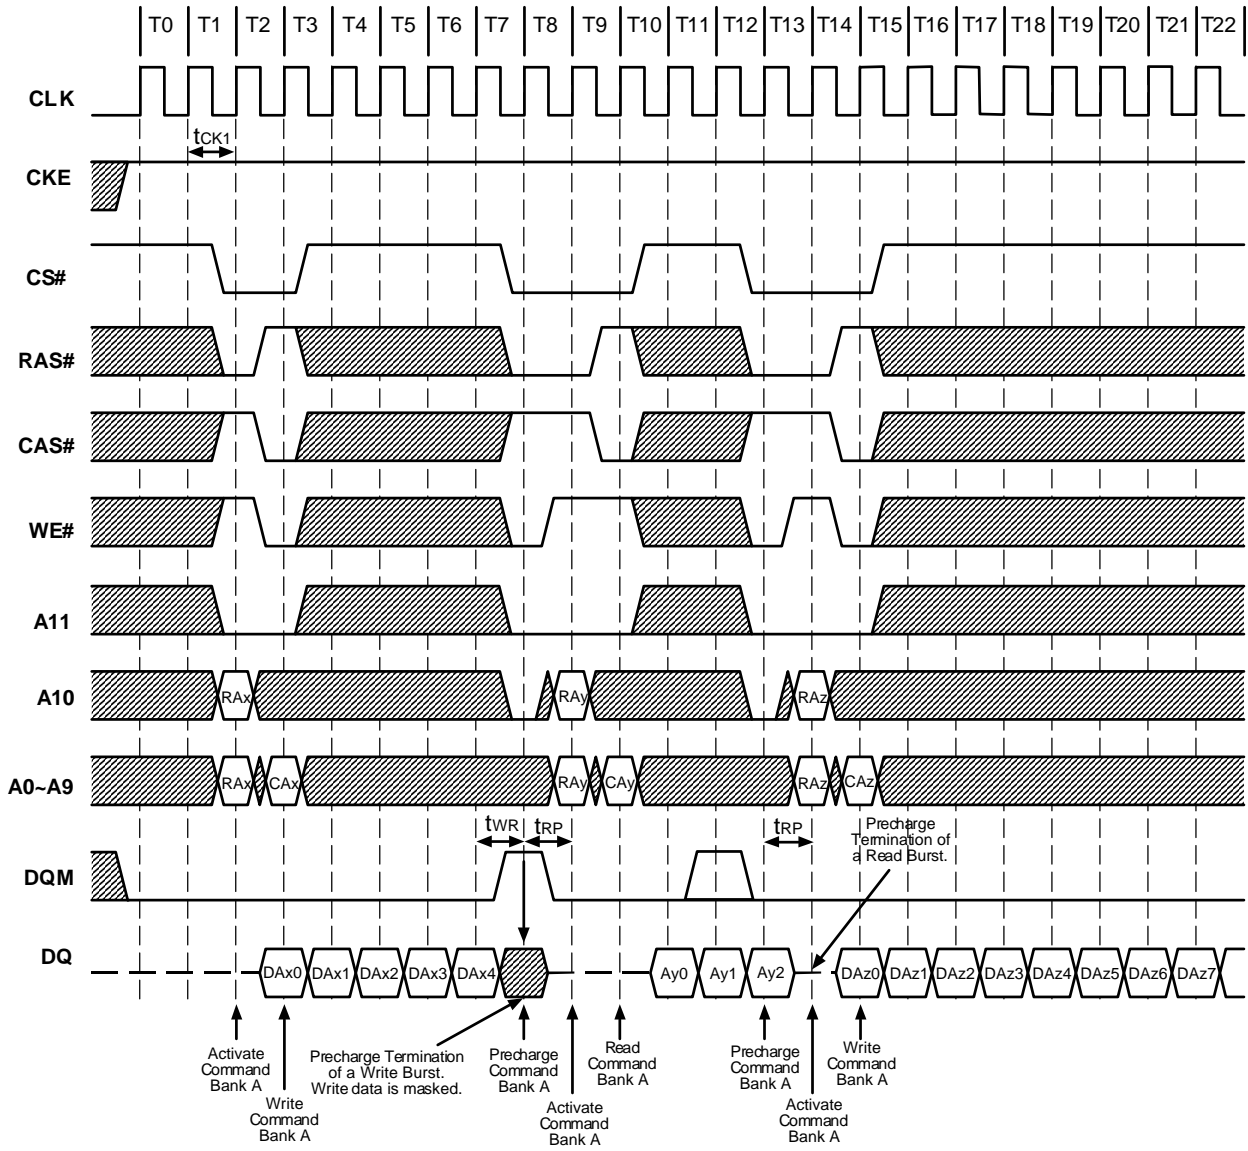 T0 T1 T2 T3 T4 T5 T6 T7 T8 T9 T10 T11 T12 T13 T14 T15 T16 T17 T18 T19 T20 T21 T22
CLK
tCK1
CKE
CS#
RAS#
CAS#
WE#
A11
A10
RAx RAy RAz
A0~A9
RAx CAx RAy CAy RAz CAz
tWR tRP tRP
Precharge
Termination of
a Read Burst.
DQM
DQ
DAx0 DAx1 DAx2 DAx3 DAx4 Ay0 Ay1 Ay2 DAz0 DAz1 DAz2 DAz3 DAz4 DAz5 DAz6 DAz7
Activate
Command
Bank A
Write
Command
Bank A
Precharge Termination
of a Write Burst.
Write data is masked.
Precharge
Command
Bank A
Activate
Command
Bank A
Read
Command
Bank A
Precharge
Command
Bank A
Activate
Command
Bank A
Write
Command
Bank A